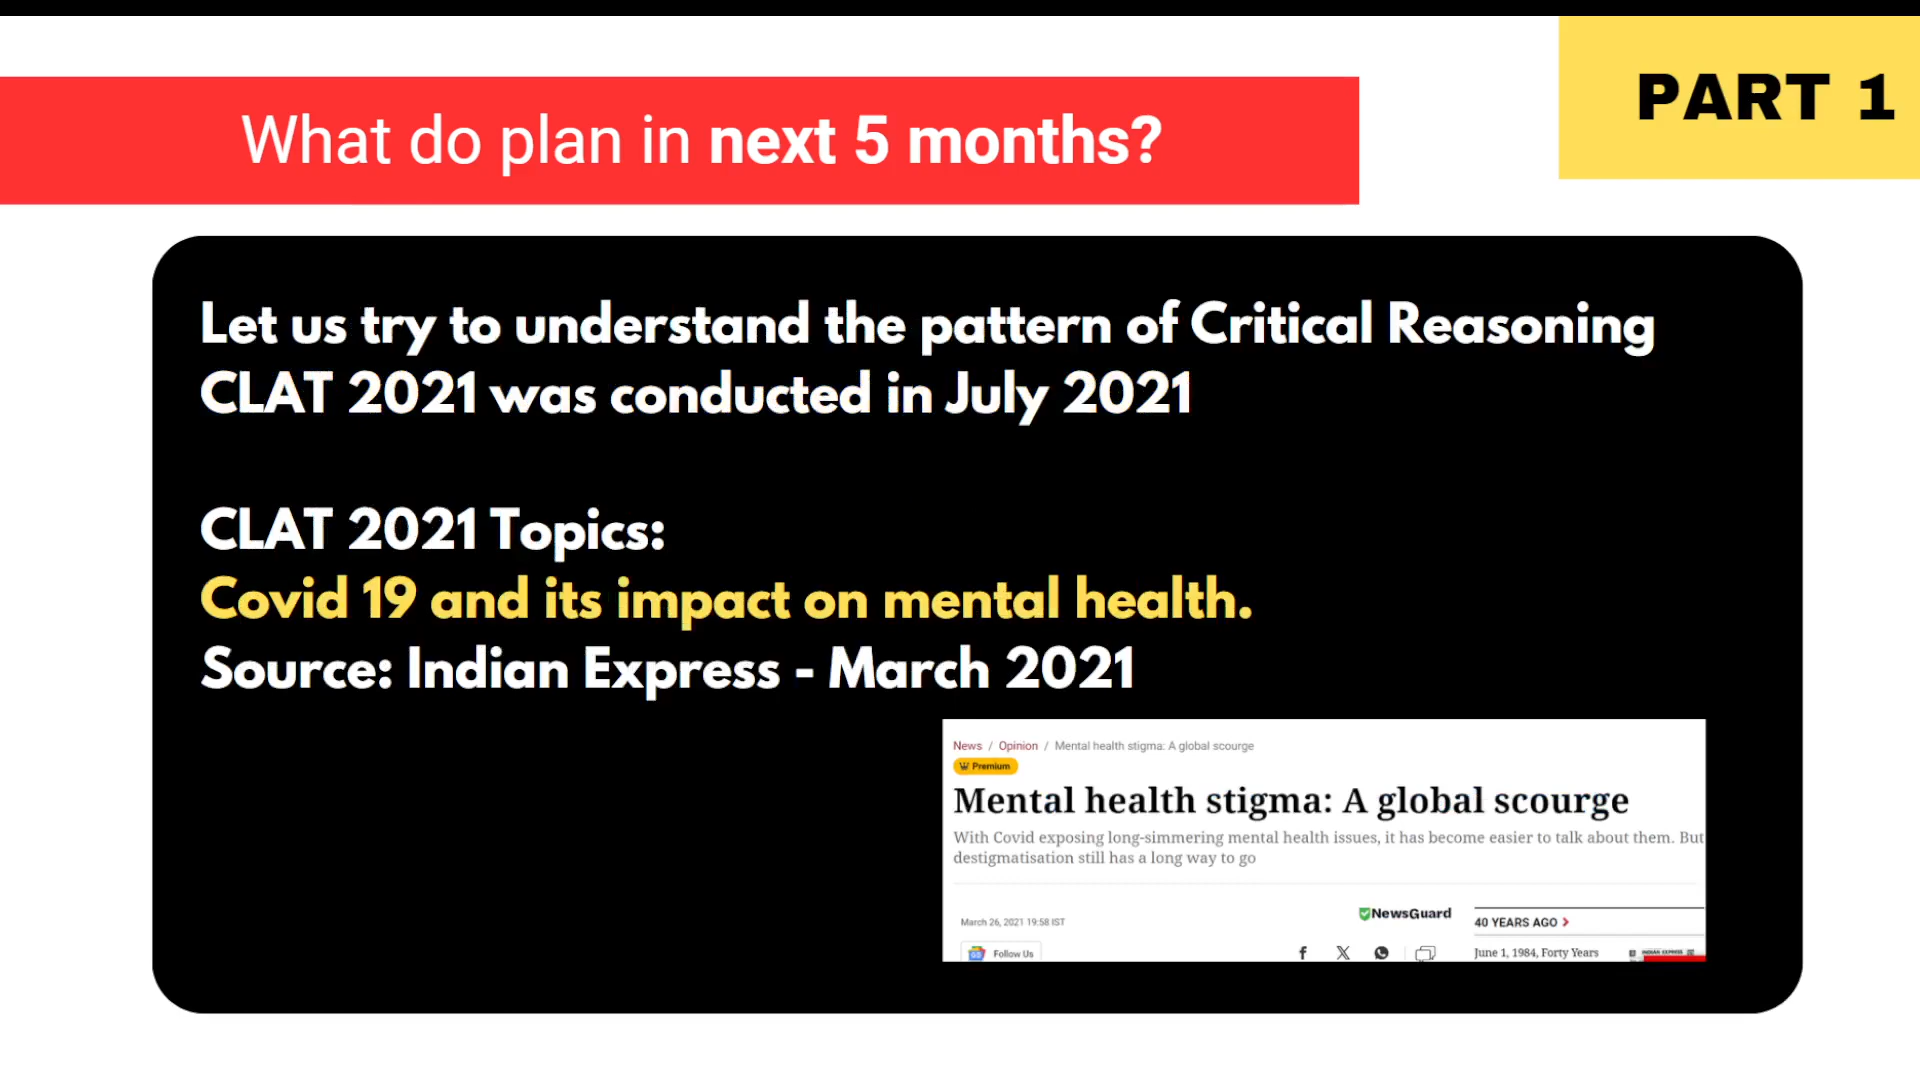 PART 1
What do plan in next 5 months?
Let us try to understand the pattern of Critical Reasoning
CLAT 2021 was conducted in July 2021
CLAT 2021 Topics:
Covid 19 and its impact on mental health.
Source: Indian Express - March 2021
News / Opinion / Mental health stigma: A global scourge
Premium
Mental health stigma: A global scourge
With Covid exposing long-simmering mental health issues, it has become easier to talk about them. But
destigmatisation still has a long way to go
NewsGuard
40 YEARS AGO
March 26, 2021 19:58 IST
Follow Us
June 1, 1984, Forty Years
INDIAN EXPRESS